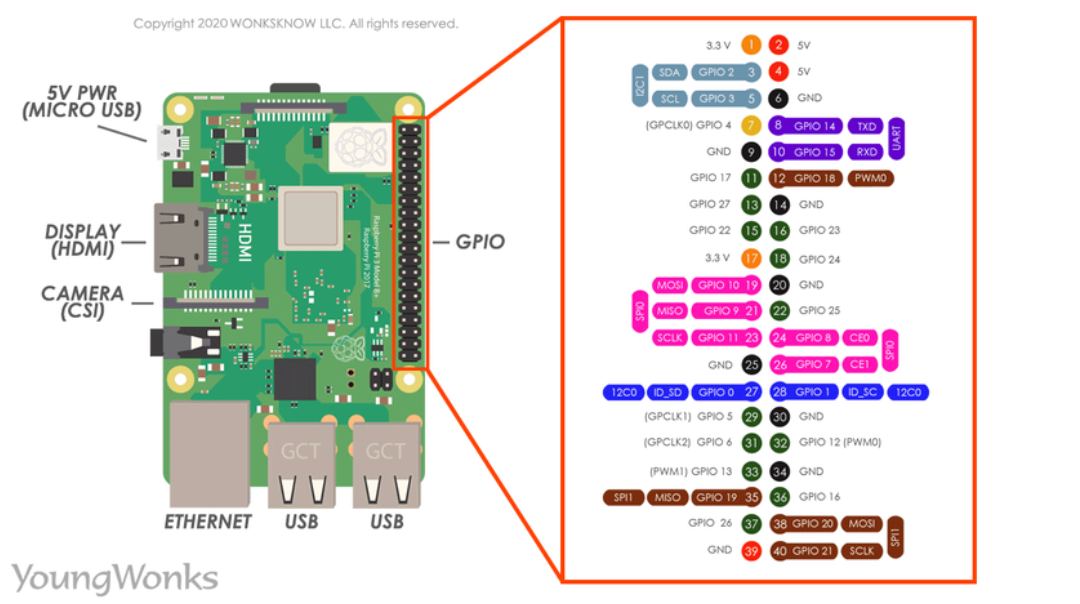 Copyright 2020 WONKSKNOW LLC. All rights reserved.
5V PWR
(MICRO USB)
DISPLAY
(HDMI)
CAMERA
(CSI)
HDMI
Raspberry Pi 3 Model B+
Raspberry Pi 2017
GPIO
GCT
GCT
ETHERNET
USB
USB
YoungWonks
3.3 V 1 2 5V
I2C1
SDA GPIO 2 3 4 5V
SCL GPIO 3 5 6 GND
(GPCLK0) GPIO 4 7 8 GPIO 14 TXD
UART
GND 9 10 GPIO 15 RXD
GPIO 17 11 12 GPIO 18 PWM0
GPIO 27 13 14 GND
GPIO 22 15 16 GPIO 23
3.3 V 17 18 GPIO 24
MOSI GPIO 10 19 20 GND
SPI0
MISO GPIO 9 21 22 GPIO 25
SCLK GPIO 11 23 24 GPIO 8 CE0
SPI0
GND 25 26 GPIO 7 CE1
12C0 ID_SD GPIO 0 27 28 GPIO 1 ID_SC 12C0
(GPCLK1) GPIO 5 29 30 GND
(GPCLK2) GPIO 6 31 32 GPIO 12 (PWM0)
(PWM1) GPIO 13 33 34 GND
SPI1 MISO GPIO 19 35 36 GPIO 16
GPIO 26 37 38 GPIO 20 MOSI
SPI1
GND 39 40 GPIO 21 SCLK